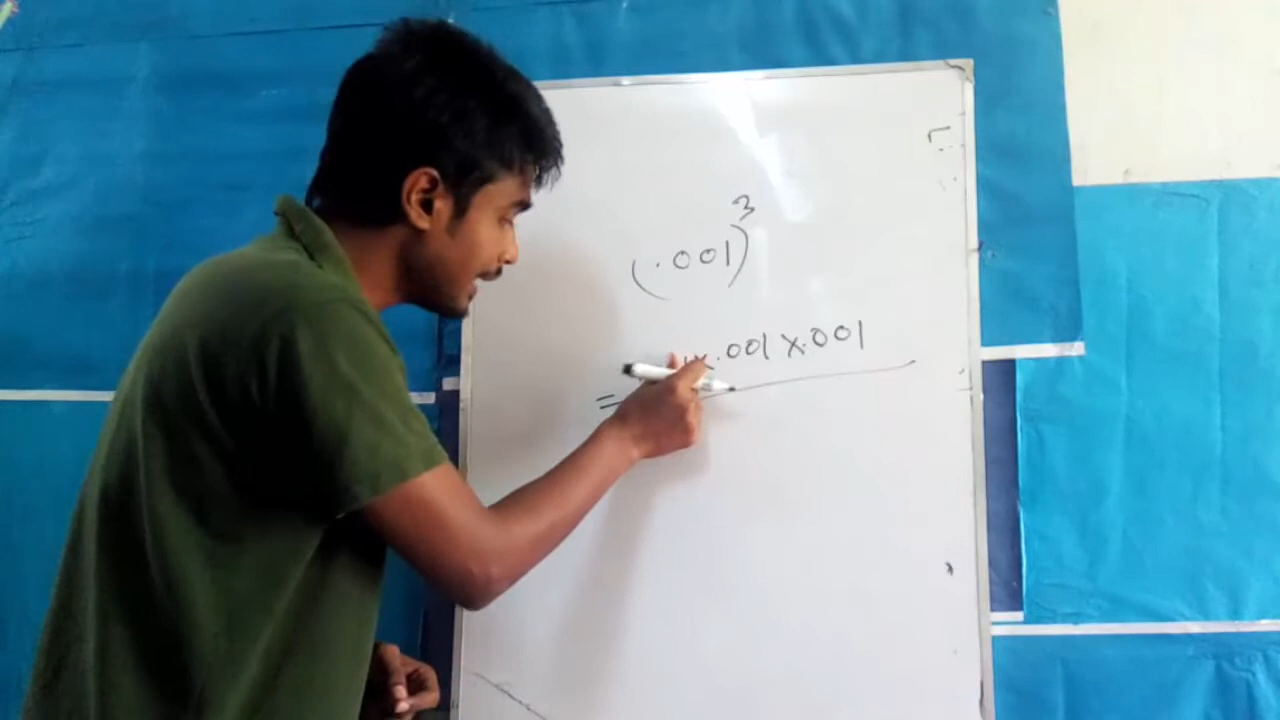 (.001)³
= × .001 × .001